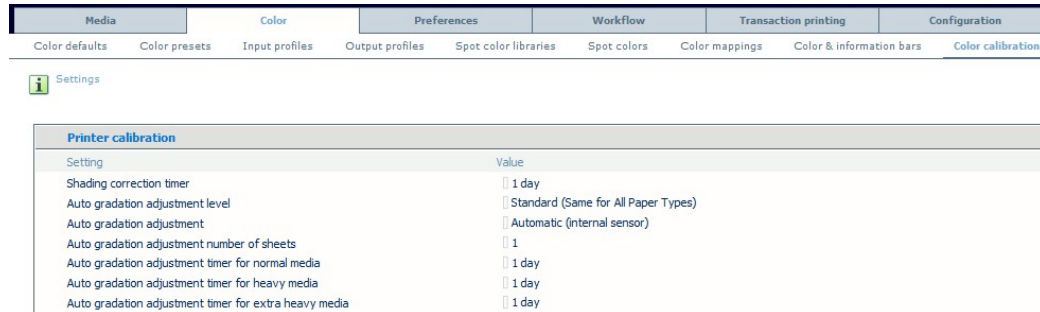 Media Color Preferences Workflow Transaction printing Configuration
Color defaults Color presets Input profiles Output profiles Spot color libraries Spot colors Color mappings Color & information bars Color calibration
Settings
Printer calibration
Setting Value
Shading correction timer 1 day
Auto gradation adjustment level Standard (Same for All Paper Types)
Auto gradation adjustment Automatic (internal sensor)
Auto gradation adjustment number of sheets 1
Auto gradation adjustment timer for normal media 1 day
Auto gradation adjustment timer for heavy media 1 day
Auto gradation adjustment timer for extra heavy media 1 day